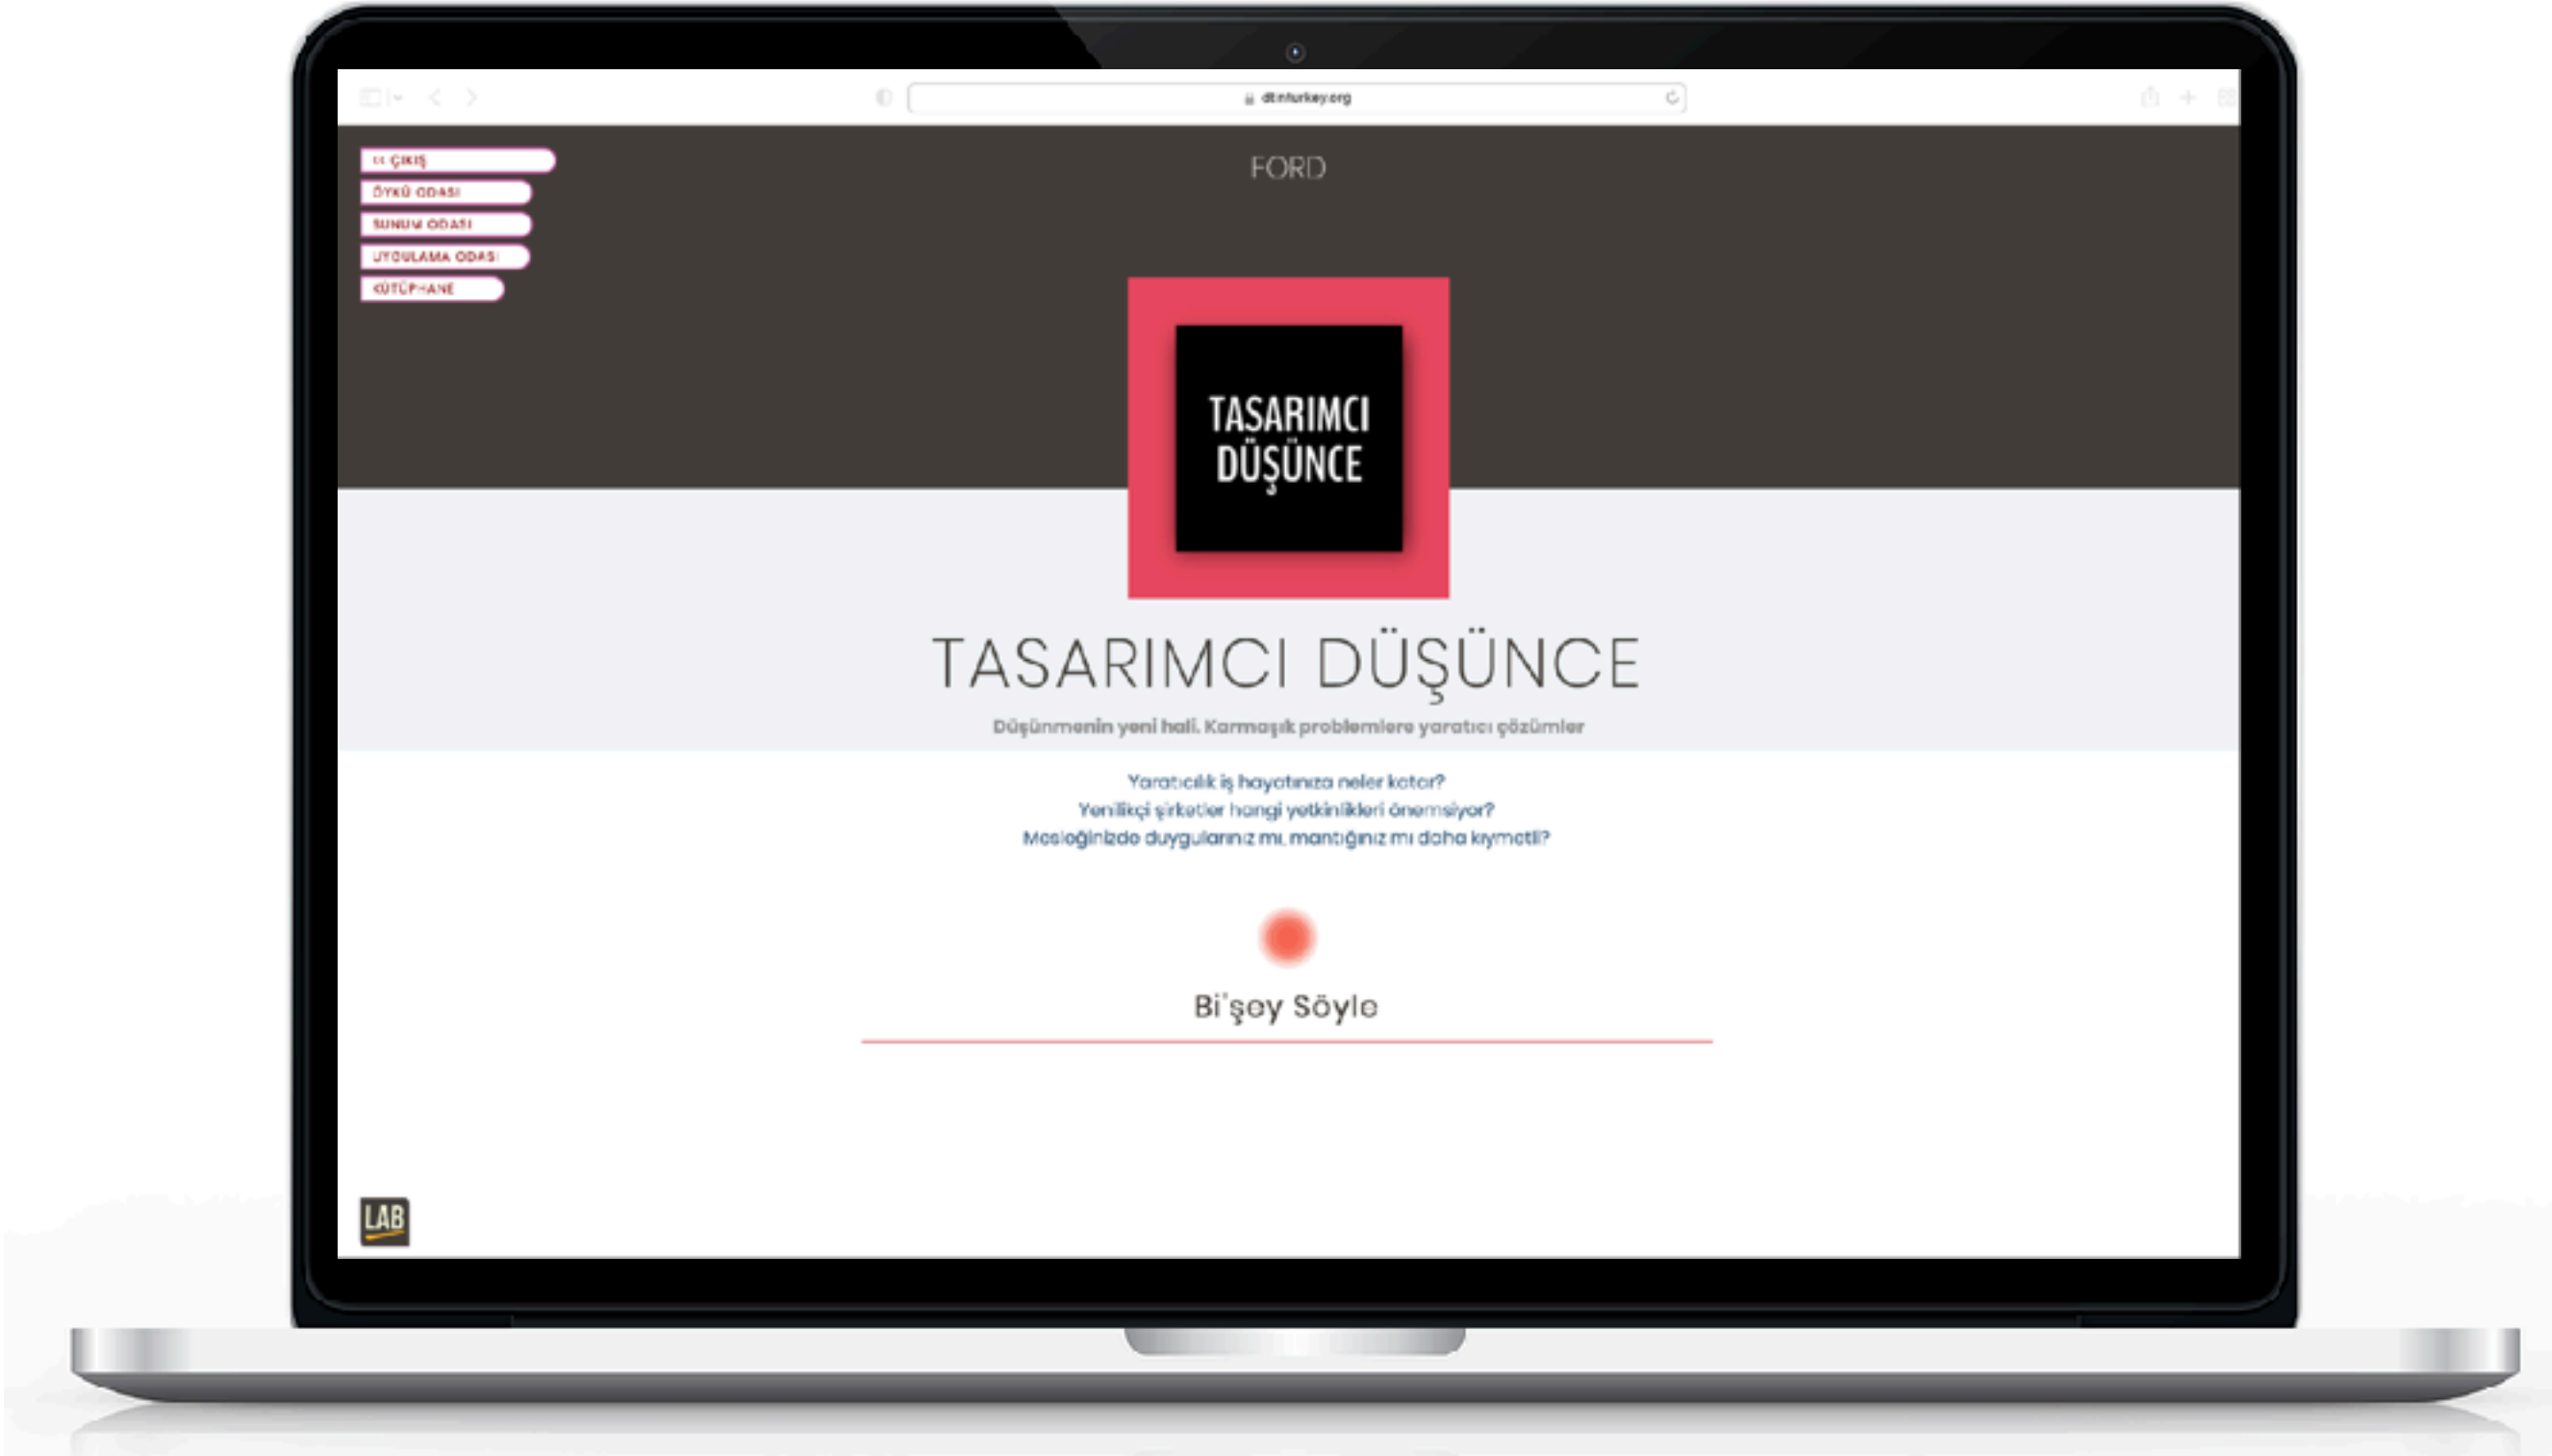 dtinturkey.org
<< ÇIKIŞ
ÖYKÜ ODASI
SUNUM ODASI
UYGULAMA ODASI
KÜTÜPHANE
FORD
TASARIMCI
DÜŞÜNCE
TASARIMCI DÜŞÜNCE
Düşünmenin yeni hali. Karmaşık problemlere yaratıcı çözümler
Yaratıcılık iş hayatınıza neler katar?
Yenilikçi şirketler hangi yetkinlikleri önemsiyor?
Mesleğinizde duygularınız mı, mantığınız mı daha kıymetli?
Bi'şey Söyle
LAB